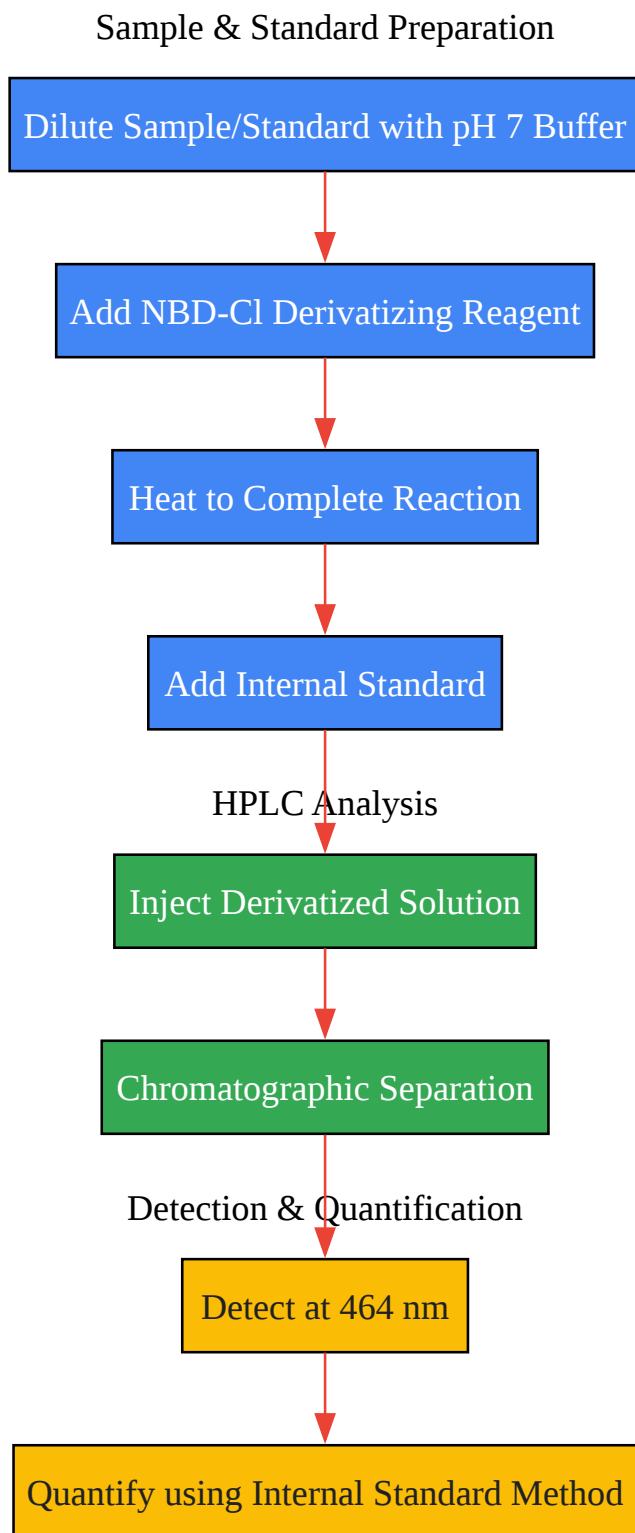 Sample & Standard Preparation
Dilute Sample/Standard with pH 7 Buffer
Add NBD-Cl Derivatizing Reagent
Heat to Complete Reaction
Add Internal Standard
HPLC Analysis
Inject Derivatized Solution
Chromatographic Separation
Detection & Quantification
Detect at 464 nm
Quantify using Internal Standard Method